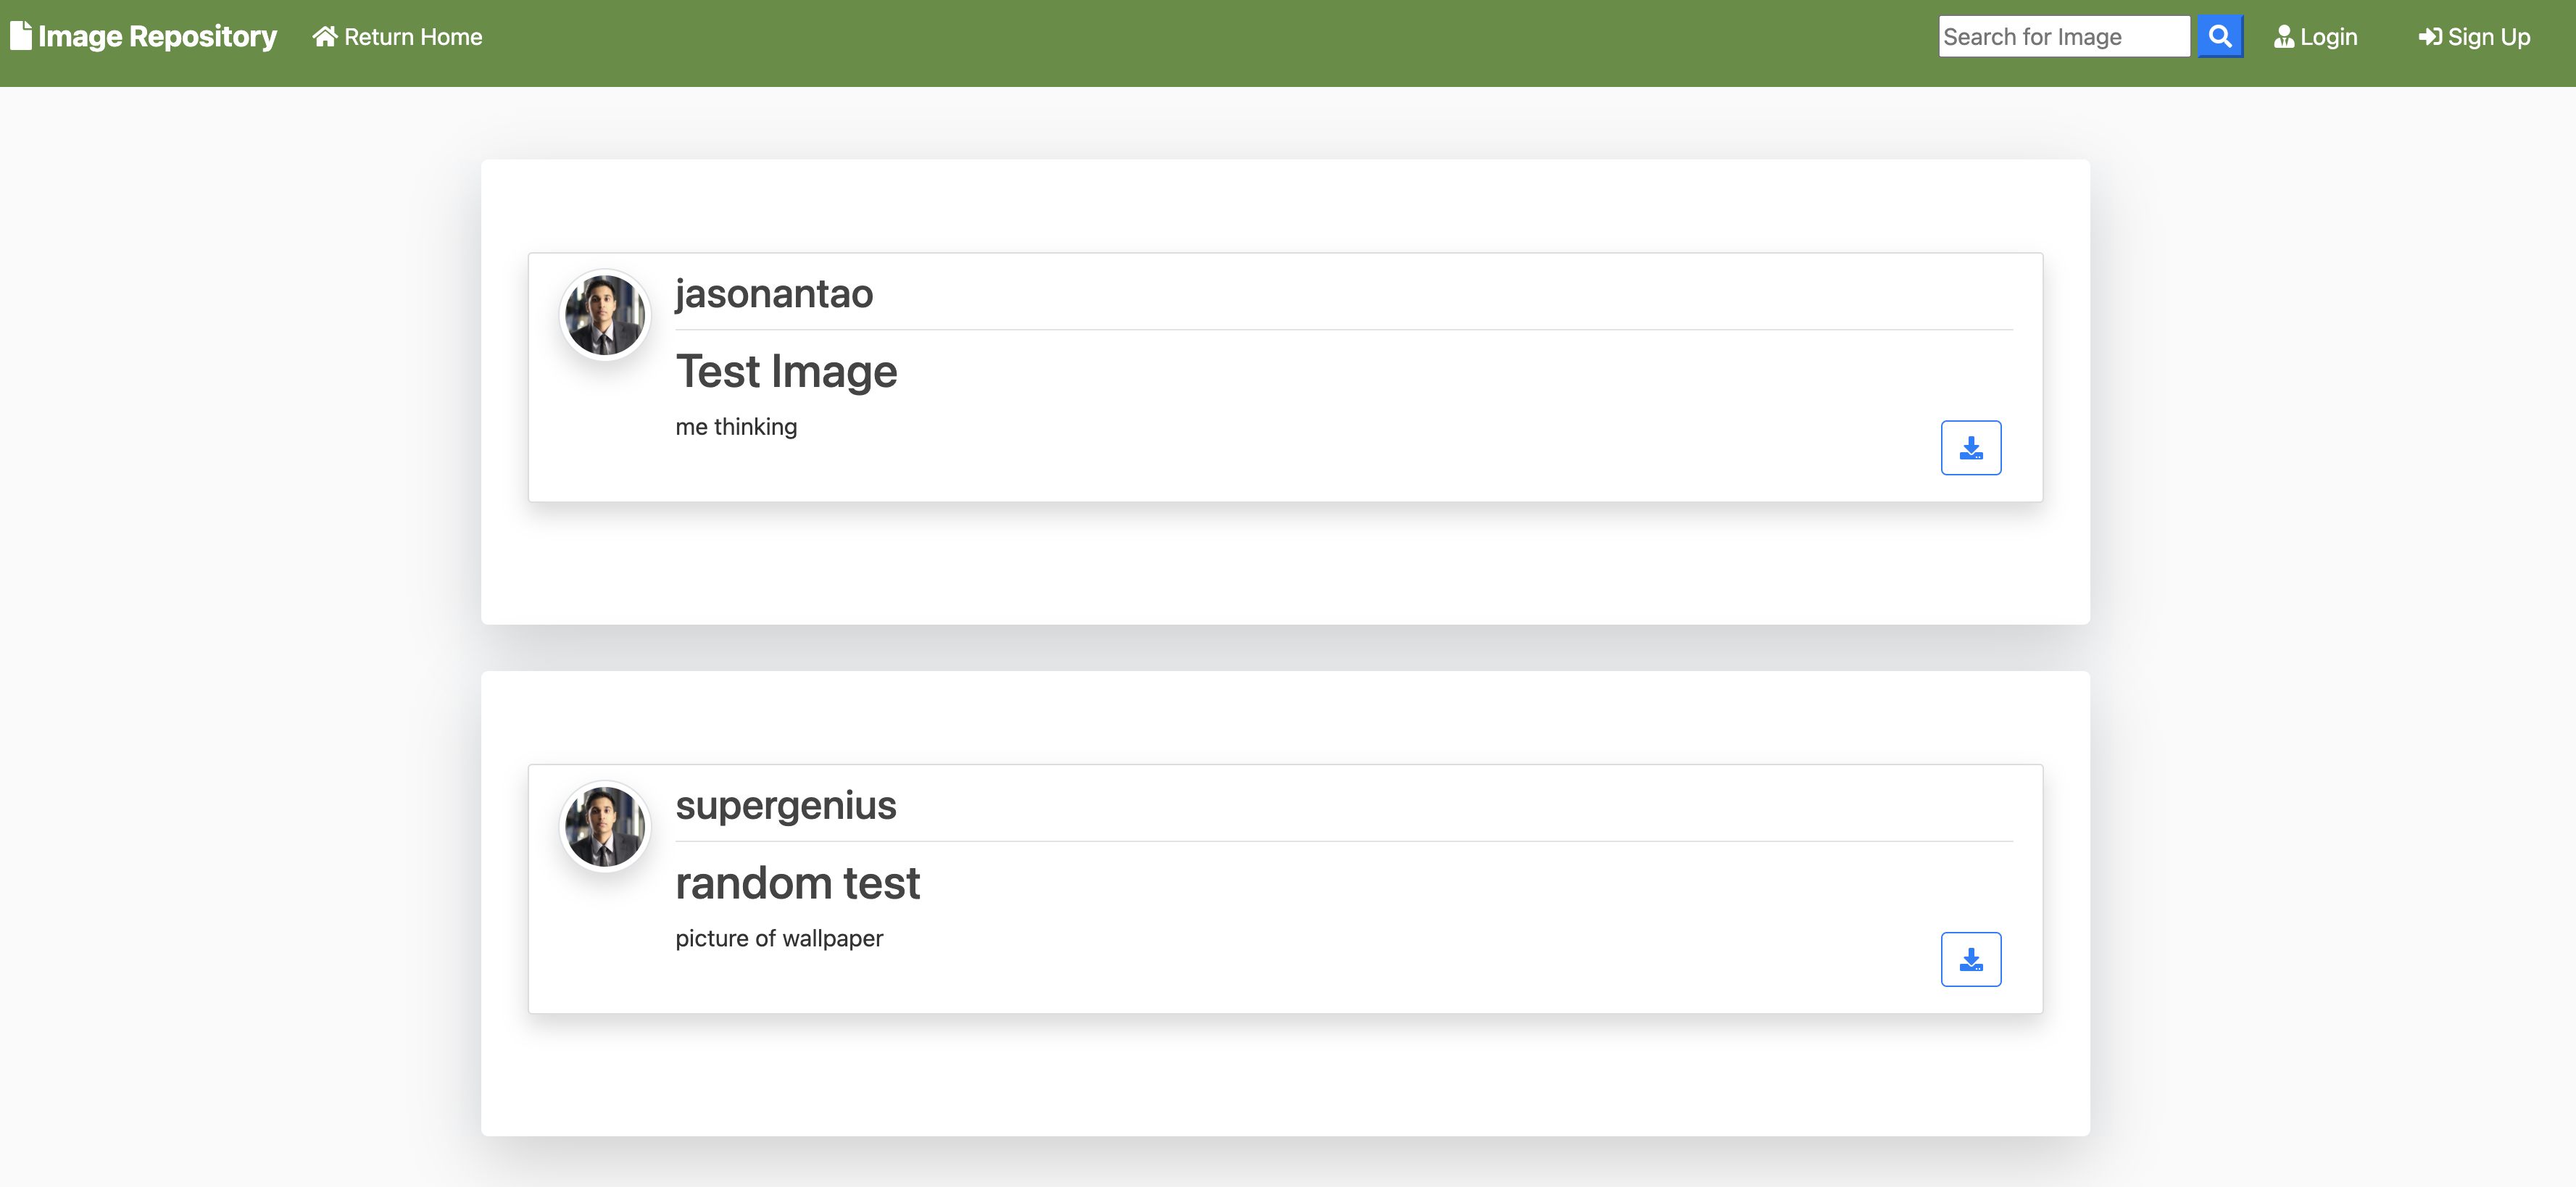 Image Repository Return Home Search for Image Login Sign Up
jasonantao
Test Image
me thinking
supergenius
random test
picture of wallpaper